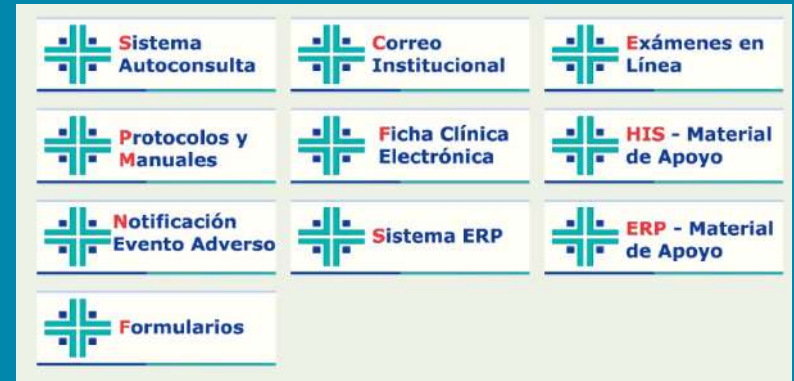 Sistema
Autoconsulta
Correo
Institucional
Exámenes en
Línea
Protocolos y
Manuales
Ficha Clínica
Electrónica
HIS - Material
de Apoyo
Notificación
Evento Adverso
Sistema ERP
ERP - Material
de Apoyo
Formularios